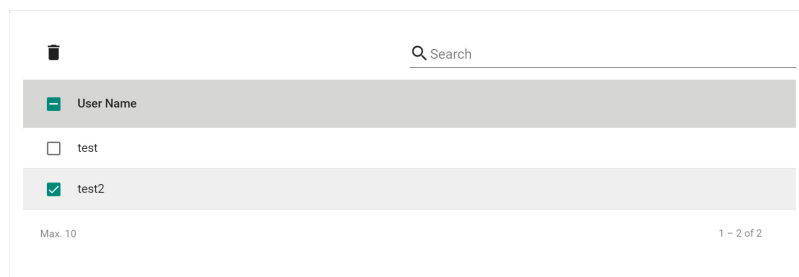 Search
User Name
test
test2
Max. 10
1 – 2 of 2